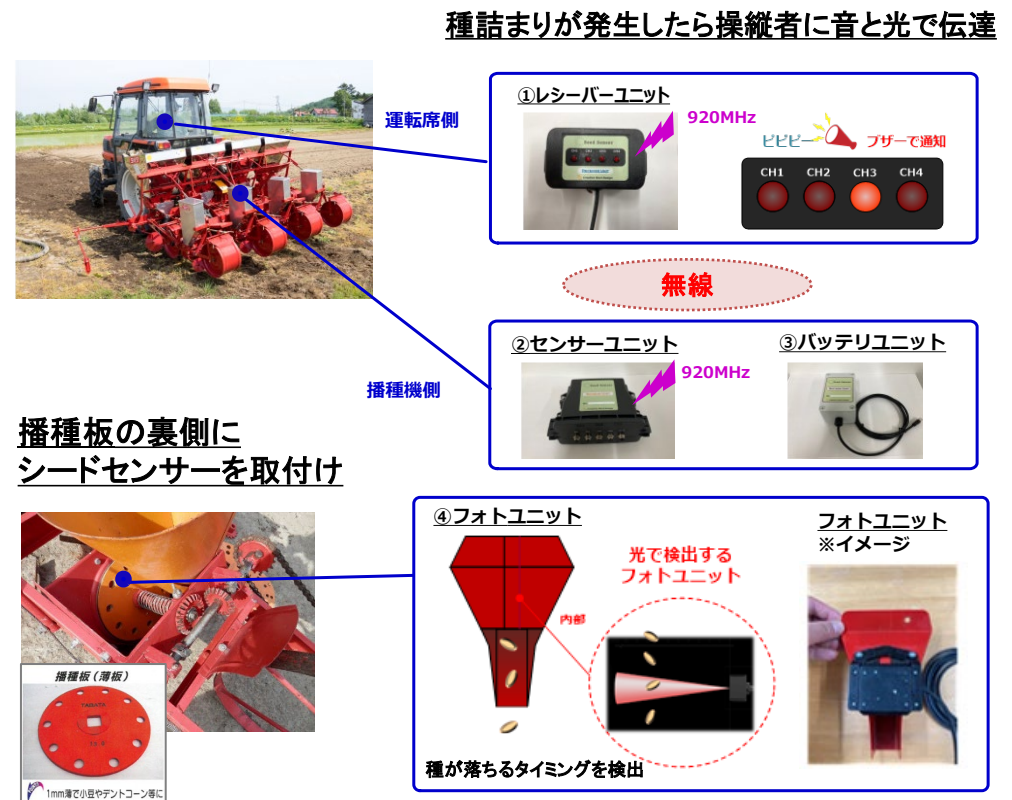 種詰まりが発生したら操縦者に音と光で伝達
運転席側
①レシーバーユニット
920MHz
ピピピー
ブザーで通知
CH1 CH2 CH3 CH4
無線
播種機側
②センサーユニット
920MHz
③バッテリユニット
播種板の裏側に
シードセンサーを取付け
④フォトユニット
光で検出する
フォトユニット
内部
種が落ちるタイミングを検出
フォトユニット
※イメージ
播種板（薄板）
1mm薄で小豆やデントコーン等に